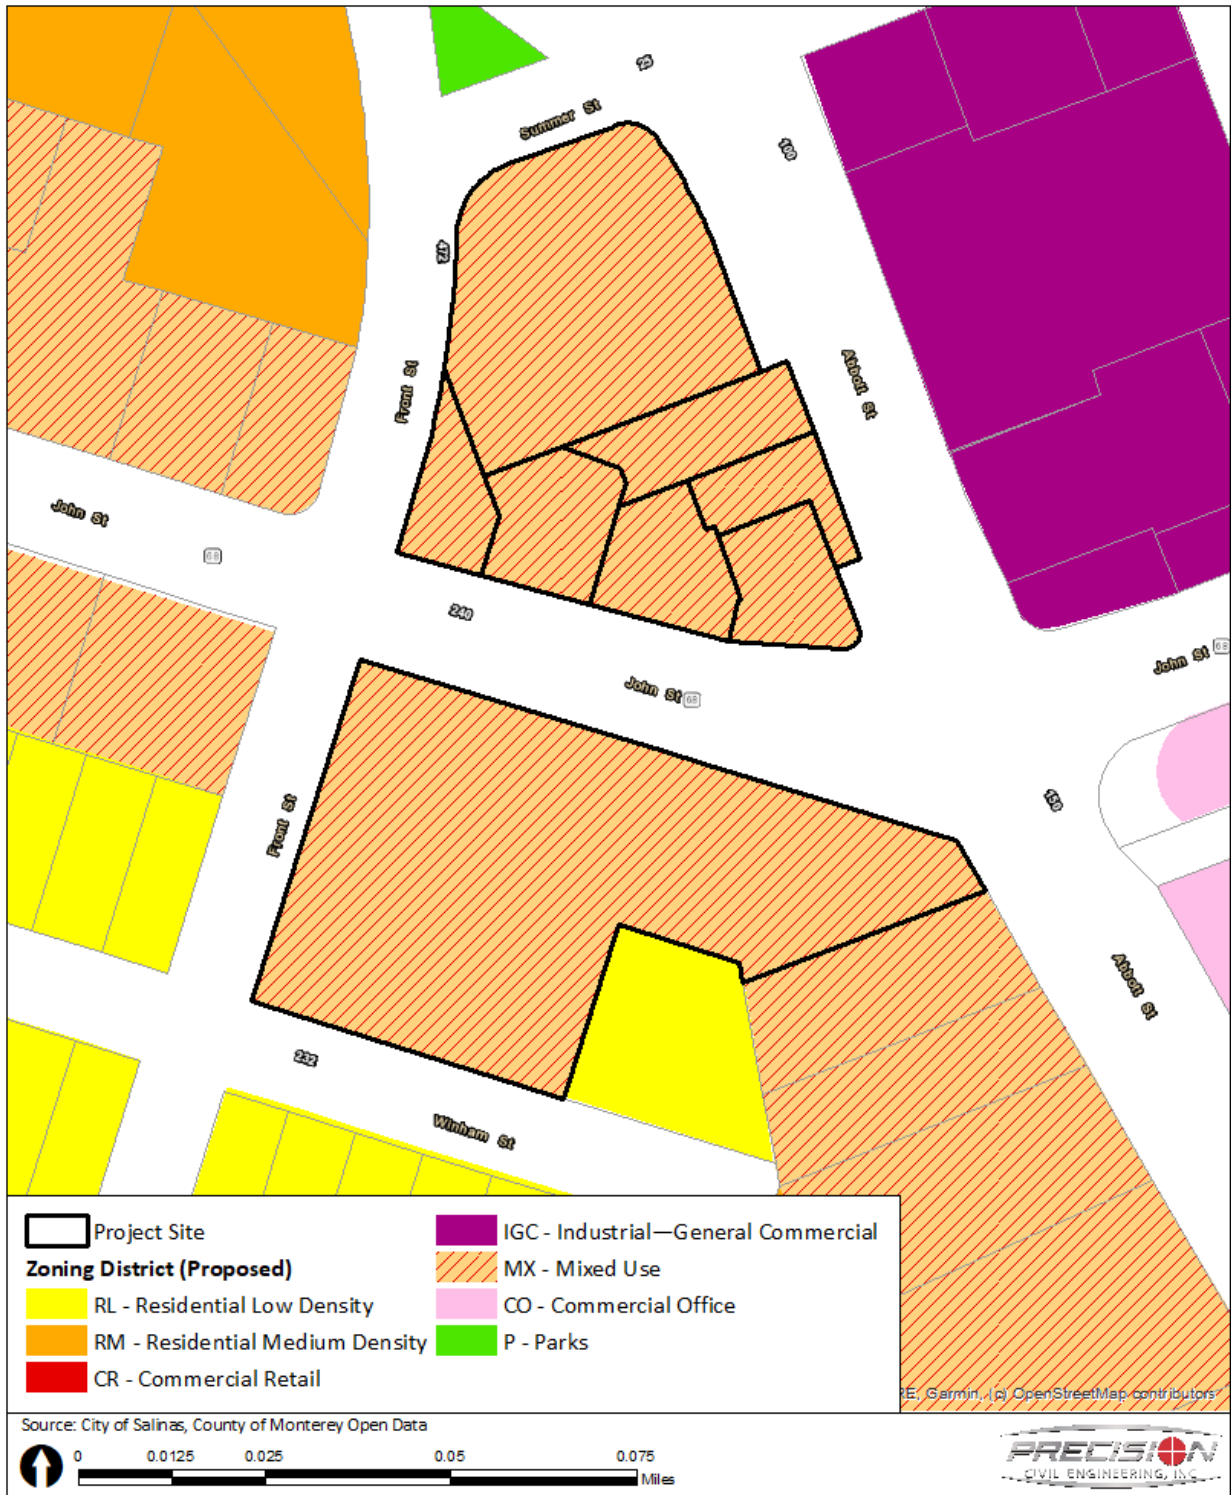 25
Summer St
100
472
Front St
Abbott St
John St
68
240
John St 68
John St 68
150
Front St
Abbott St
232
Winham St
Project Site
Zoning District (Proposed)
RL - Residential Low Density
RM - Residential Medium Density
CR - Commercial Retail
IGC - Industrial—General Commercial
MX - Mixed Use
CO - Commercial Office
P - Parks
RE, Garmin, (c) OpenStreetMap contributors
Source: City of Salinas, County of Monterey Open Data
0 0.0125 0.025 0.05 0.075
Miles
PRECISION
CIVIL ENGINEERING, INC.